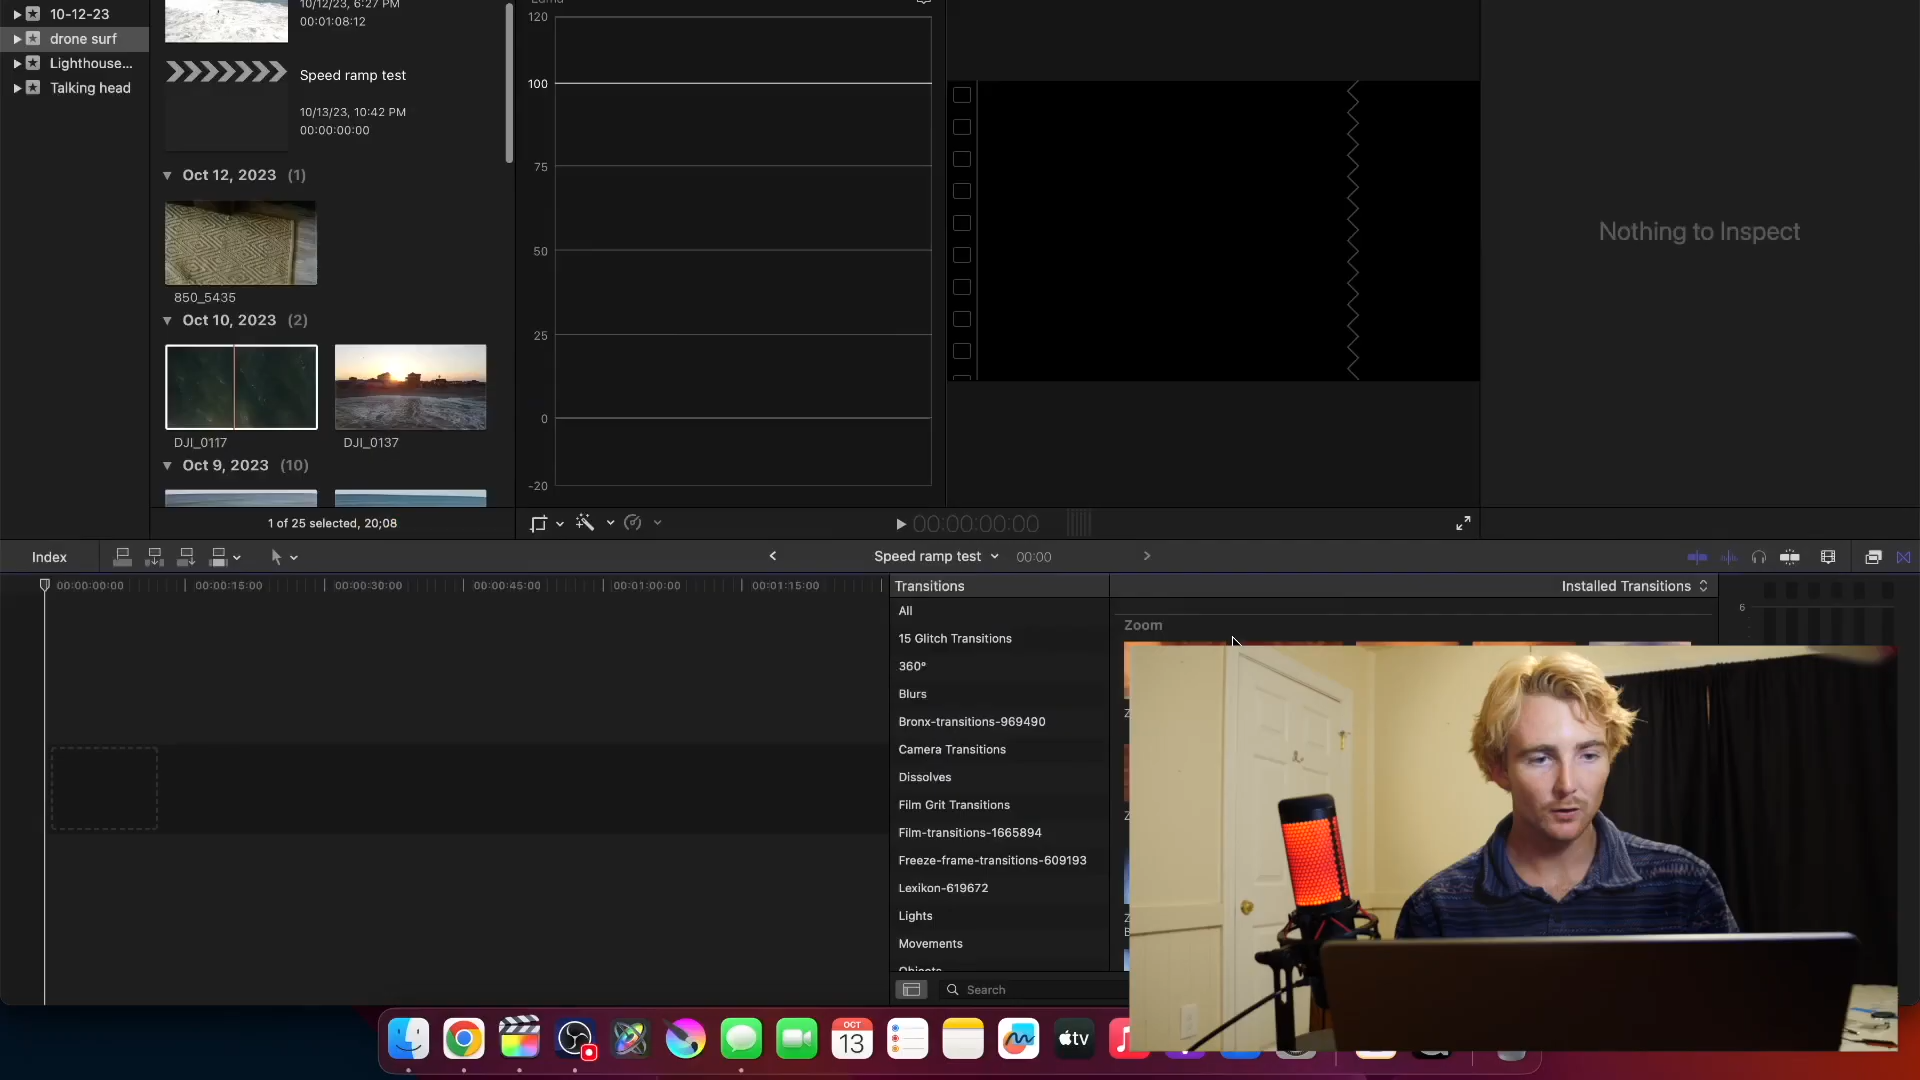 10-12-23
drone surf
Lighthouse...
Talking head
10/12/23, 6:27 PM
00:01:08:12
Speed ramp test
10/13/23, 10:42 PM
00:00:00:00
Oct 12, 2023 (1)
850_5435
Oct 10, 2023 (2)
DJI_0117
DJI_0137
Oct 9, 2023 (10)
1 of 25 selected, 20;08
Luma
120
100
75
50
25
0
-20
00:00:00:00
Nothing to Inspect
Index
Speed ramp test
00:00
00:00:00:00
00:00:15:00
00:00:30:00
00:00:45:00
00:01:00:00
00:01:15:00
Transitions
All
15 Glitch Transitions
360°
Blurs
Bronx-transitions-969490
Camera Transitions
Dissolves
Film Grit Transitions
Film-transitions-1665894
Freeze-frame-transitions-609193
Lexikon-619672
Lights
Movements
Objects
Search
Installed Transitions
Zoom
6
OCT
13
tv